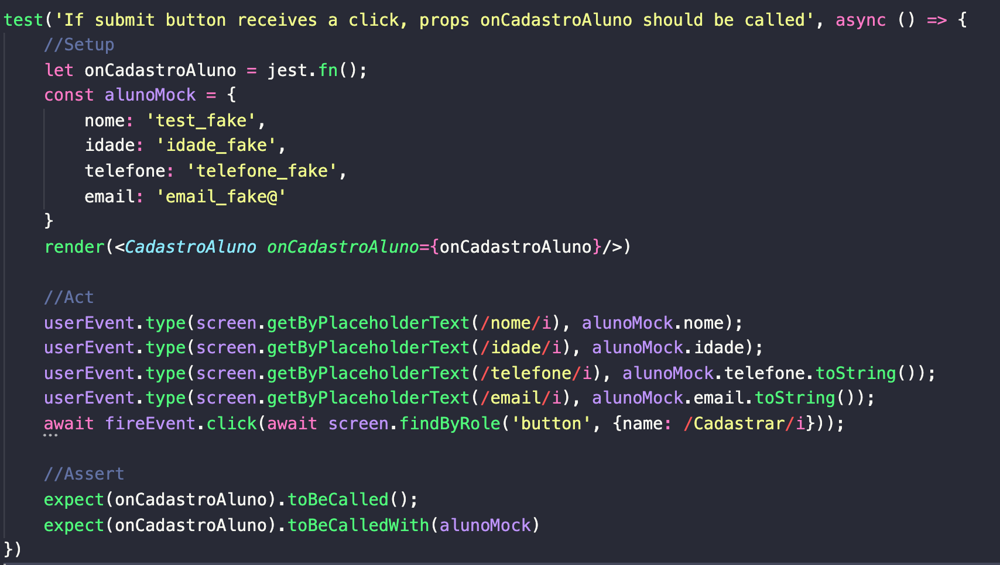 test('If submit button receives a click, props onCadastroAluno should be called', async () => {
    //Setup
    let onCadastroAluno = jest.fn();
    const alunoMock = {
        nome: 'test_fake',
        idade: 'idade_fake',
        telefone: 'telefone_fake',
        email: 'email_fake@'
    }
    render(<CadastroAluno onCadastroAluno={onCadastroAluno}/>)

    //Act
    userEvent.type(screen.getByPlaceholderText(/nome/i), alunoMock.nome);
    userEvent.type(screen.getByPlaceholderText(/idade/i), alunoMock.idade);
    userEvent.type(screen.getByPlaceholderText(/telefone/i), alunoMock.telefone.toString());
    userEvent.type(screen.getByPlaceholderText(/email/i), alunoMock.email.toString());
    await fireEvent.click(await screen.findByRole('button', {name: /Cadastrar/i}));

    //Assert
    expect(onCadastroAluno).toBeCalled();
    expect(onCadastroAluno).toBeCalledWith(alunoMock)
})